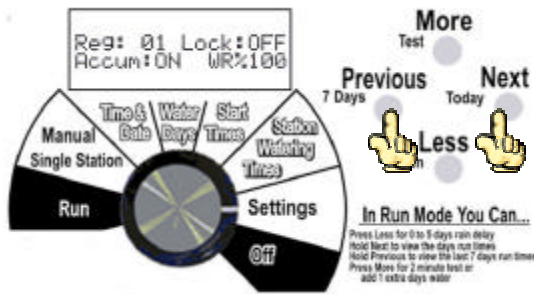 Reg: 01 Lock:OFF
Accum:ON WR%100
More
Test
Previous
7 Days
Next
Today
Less
Time & Date
Water Days
Start Times
Station Watering Times
Manual
Single Station
Run
Settings
Off
In Run Mode You Can...
Press Less for 0 to 5 days rain delay
Hold Next to view the days run times
Hold Previous to view the last 7 days run times
Press More for 2 minute test or
add 1 extra days water